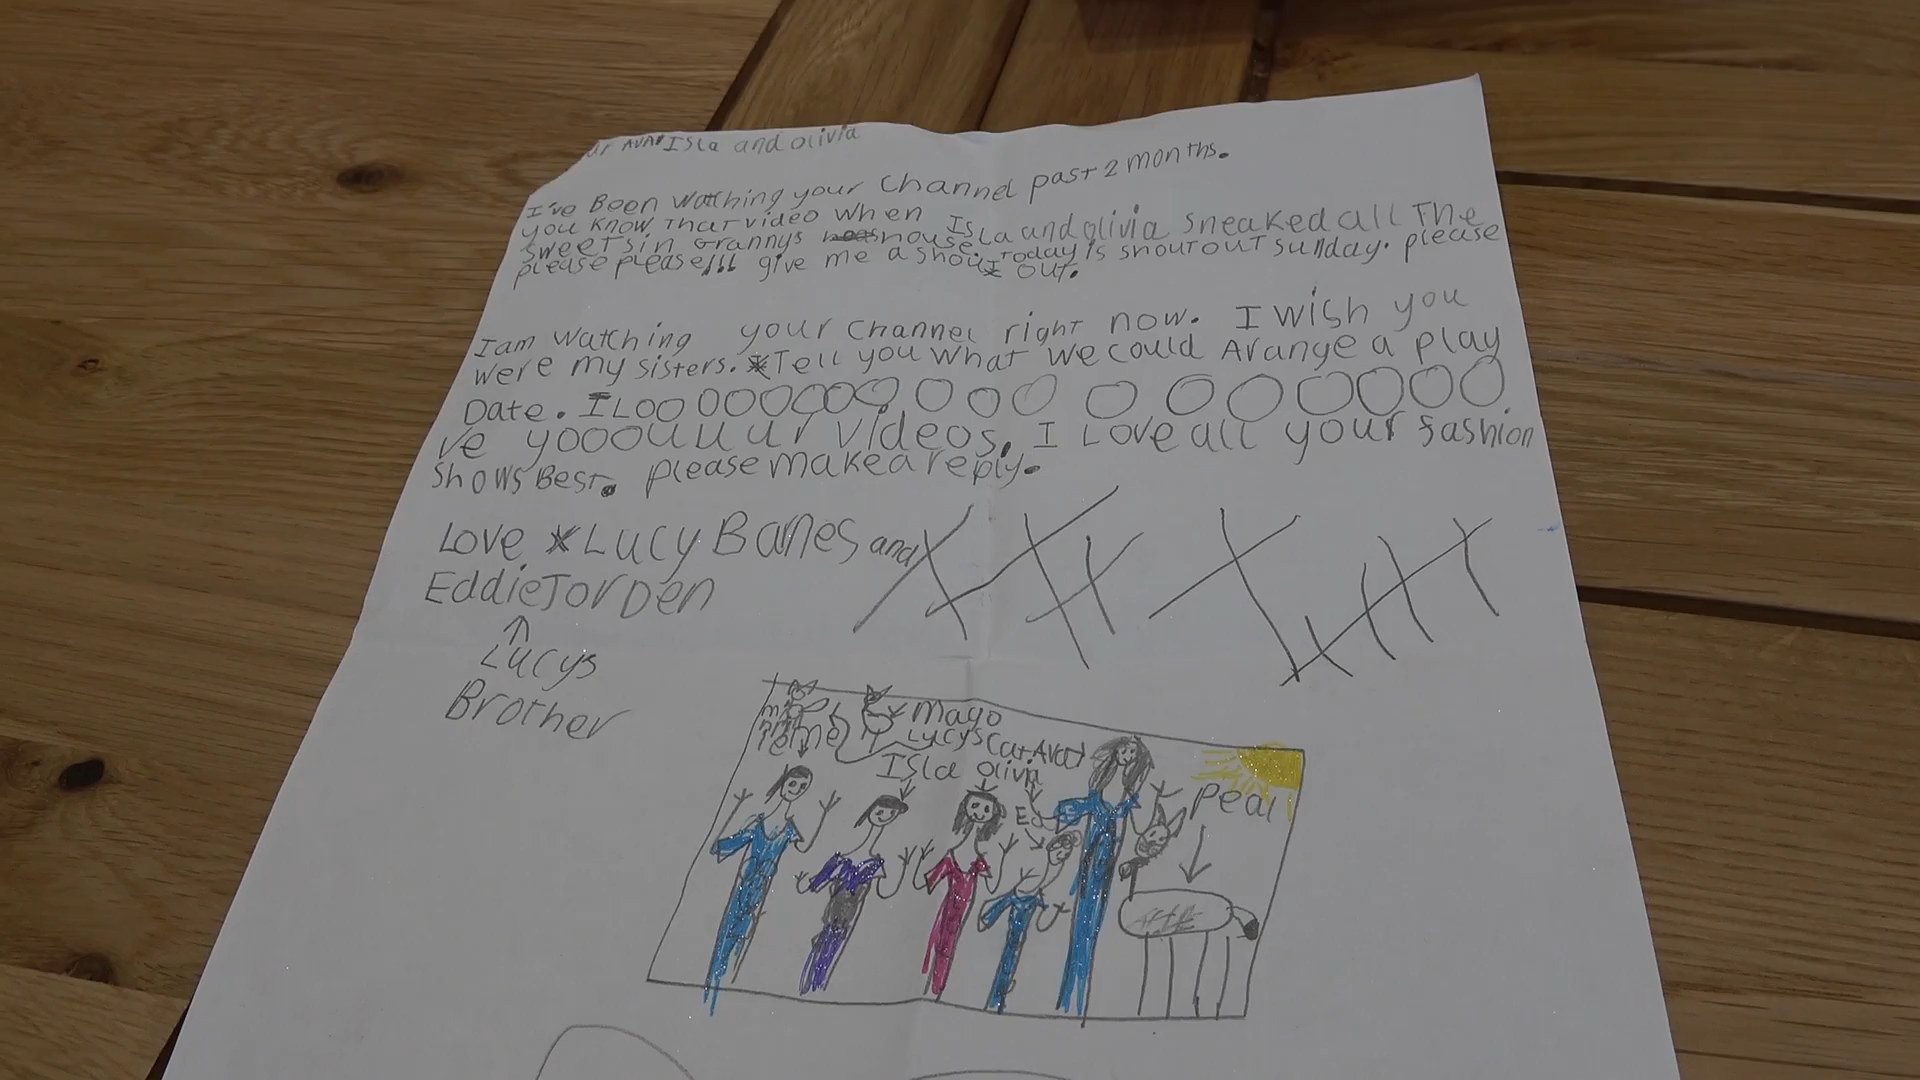 AVA Isla and olivia
I've Been watching your Channel past 2 months.
you know That video when Isla and olivia sneaked all The
sweets in Grannys house. Today is shout out sunday. please
please please!!! give me a shout out.
I am watching your channel right now. I wish you
were my sisters. Tell you what we could Arange a play
Date. I LOOOOOOOOOOOOOOOOOOOO
ve yooouuuur videos. I Love all your fashion
shows Best. please make a reply.
Love Lucy Banes and
Eddie Jorden
↑
Lucys
Brother
mago
Lucys Cat Ava
Isla olivia
Ed
Peal